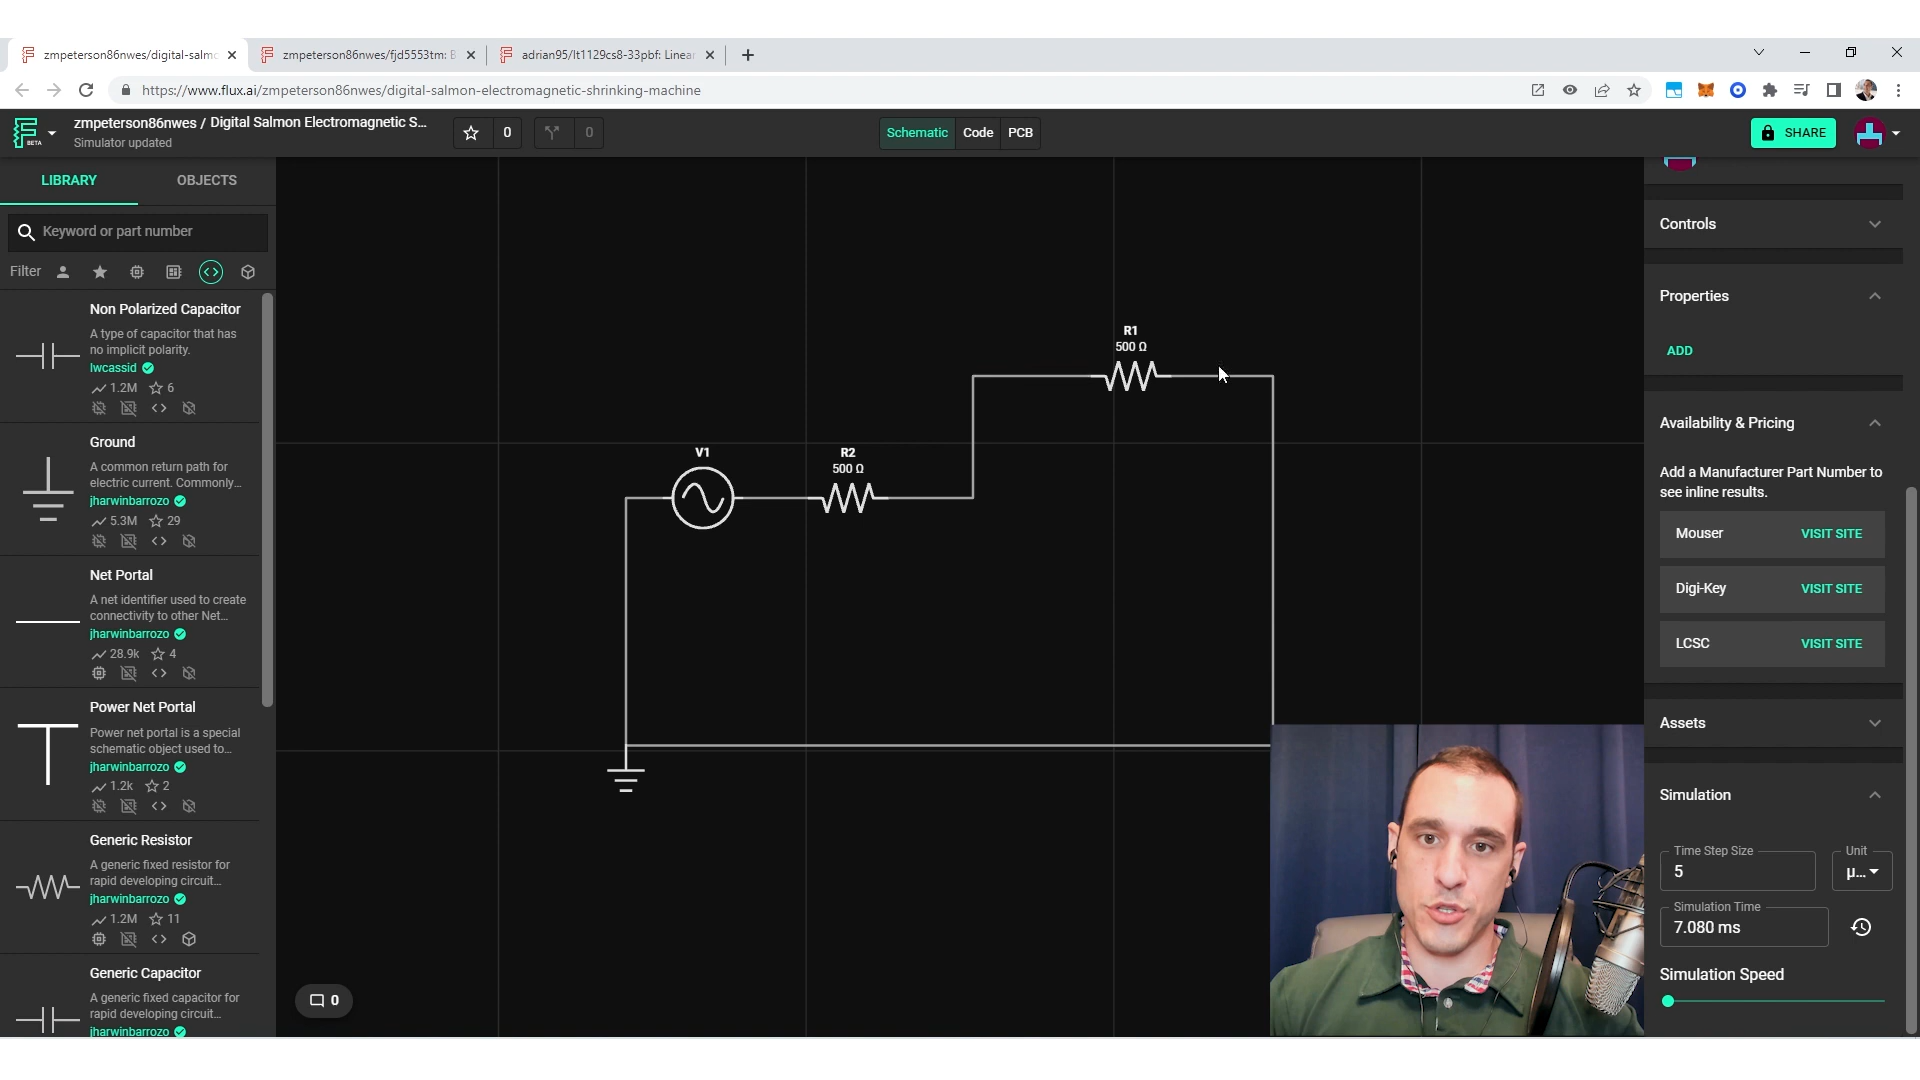 zmpeterson86nwes/digital-salmo
zmpeterson86nwes/fjd5553tm: B
adrian95/lt1129cs8-33pbf: Linear
https://www.flux.ai/zmpeterson86nwes/digital-salmon-electromagnetic-shrinking-machine
BETA
zmpeterson86nwes / Digital Salmon Electromagnetic S...
Simulator updated
0
0
Schematic
Code
PCB
SHARE
LIBRARY
OBJECTS
Keyword or part number
Filter
Non Polarized Capacitor
A type of capacitor that has
no implicit polarity.
lwcassid
1.2M
6
Ground
A common return path for
electric current. Commonly...
jharwinbarrozo
5.3M
29
Net Portal
A net identifier used to create
connectivity to other Net...
jharwinbarrozo
28.9k
4
Power Net Portal
Power net portal is a special
schematic object used to...
jharwinbarrozo
1.2k
2
Generic Resistor
A generic fixed resistor for
rapid developing circuit...
jharwinbarrozo
1.2M
11
Generic Capacitor
A generic fixed capacitor for
rapid developing circuit...
jharwinbarrozo
R1
500 Ω
V1
R2
500 Ω
0
Controls
Properties
ADD
Availability & Pricing
Add a Manufacturer Part Number to
see inline results.
Mouser
VISIT SITE
Digi-Key
VISIT SITE
LCSC
VISIT SITE
Assets
Simulation
Time Step Size
5
Unit
μ...
Simulation Time
7.080 ms
Simulation Speed